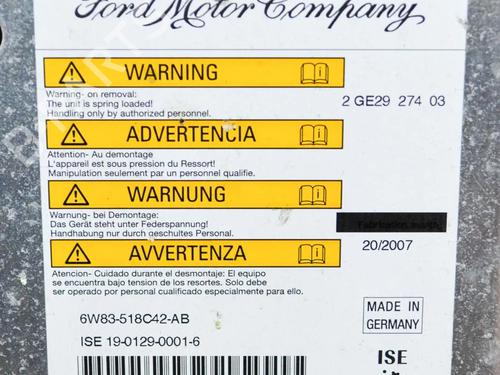 Ford Motor Company
WARNING
Warning- on removal:
The unit is spring loaded!
Handling only by authorized personnel.
2 GE29 274 03
ADVERTENCIA
Attention- Au demontage
L'appareil est sous pression du Ressort!
Manipulation seulement par un personnel qualifie.
WARNUNG
Warnung- bei Demontage:
Das Gerät steht unter Federspannung!
Handhabung nur durch geschultes Personal.
20/2007
AVVERTENZA
Atencion- Cuidado durante el desmontaje: El equipo
se encuentra bajo tension de los resortes. Solo debe
ser operado por personal cualificado especialmente para ello.
MADE IN
GERMANY
6W83-518C42-AB
ISE 19-0129-0001-6
ISE